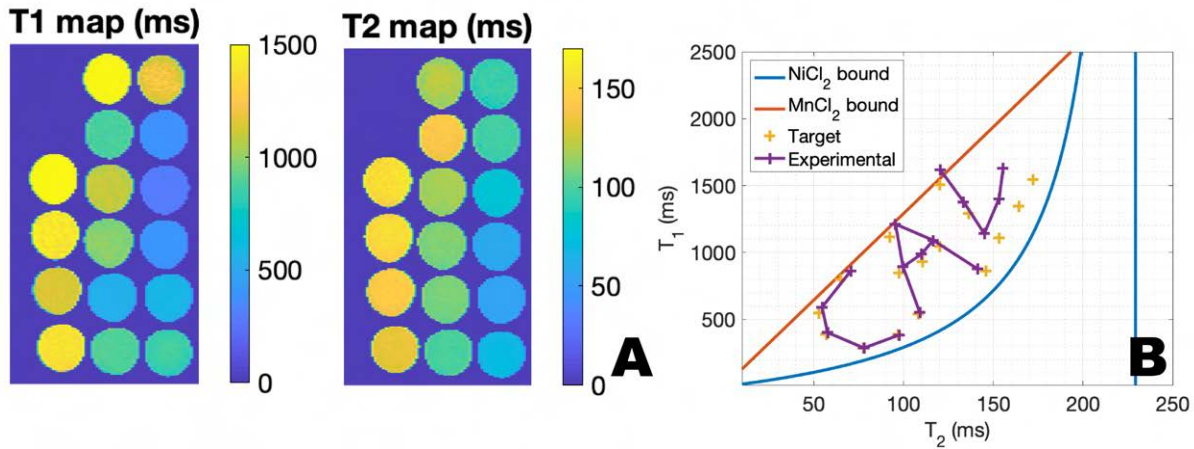 T1 map (ms)
1500
1000
500
0
T2 map (ms)
150
100
50
0
A
2500
2000
1500
1000
500
T₁ (ms)
NiCl₂ bound
MnCl₂ bound
Target
Experimental
B
50
100
150
200
250
T₂ (ms)